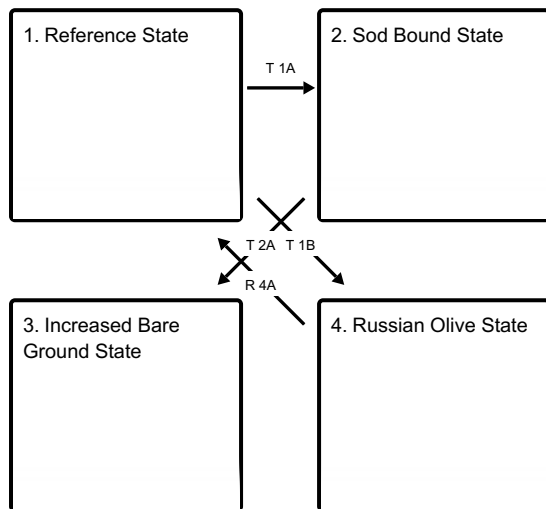 1. Reference State
2. Sod Bound State
T 1A
T 2A
T 1B
R 4A
3. Increased Bare
Ground State
4. Russian Olive State